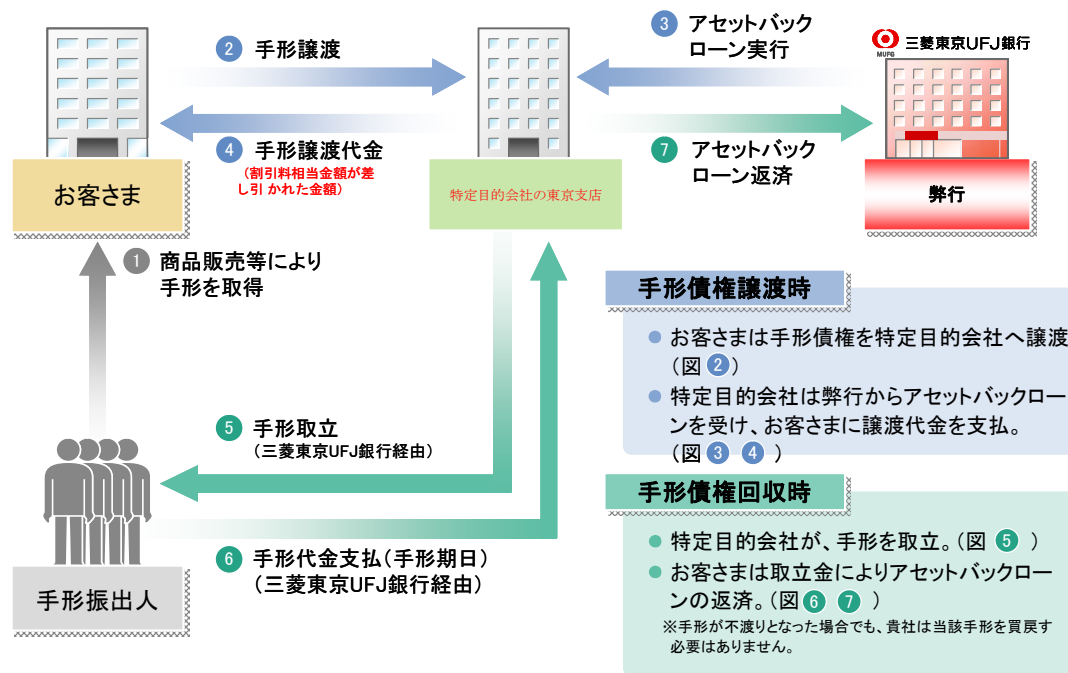 2 手形譲渡
3 アセットバック
ローン実行
MUFG
三菱東京UFJ銀行
4 手形譲渡代金
(割引料相当金額が差
し引 かれた金額)
7 アセットバック
ローン返済
お客さま
特定目的会社の東京支店
弊行
1 商品販売等により
手形を取得
手形債権譲渡時
お客さまは手形債権を特定目的会社へ譲渡
(図 2)
特定目的会社は弊行からアセットバックロー
ンを受け、お客さまに譲渡代金を支払。
(図 3 4 )
5 手形取立
(三菱東京UFJ銀行経由)
手形債権回収時
特定目的会社が、手形を取立。(図 5 )
お客さまは取立金によりアセットバックロー
ンの返済。(図 6 7 )
※手形が不渡りとなった場合でも、貴社は当該手形を買戻す
必要はありません。
6 手形代金支払(手形期日)
(三菱東京UFJ銀行経由)
手形振出人